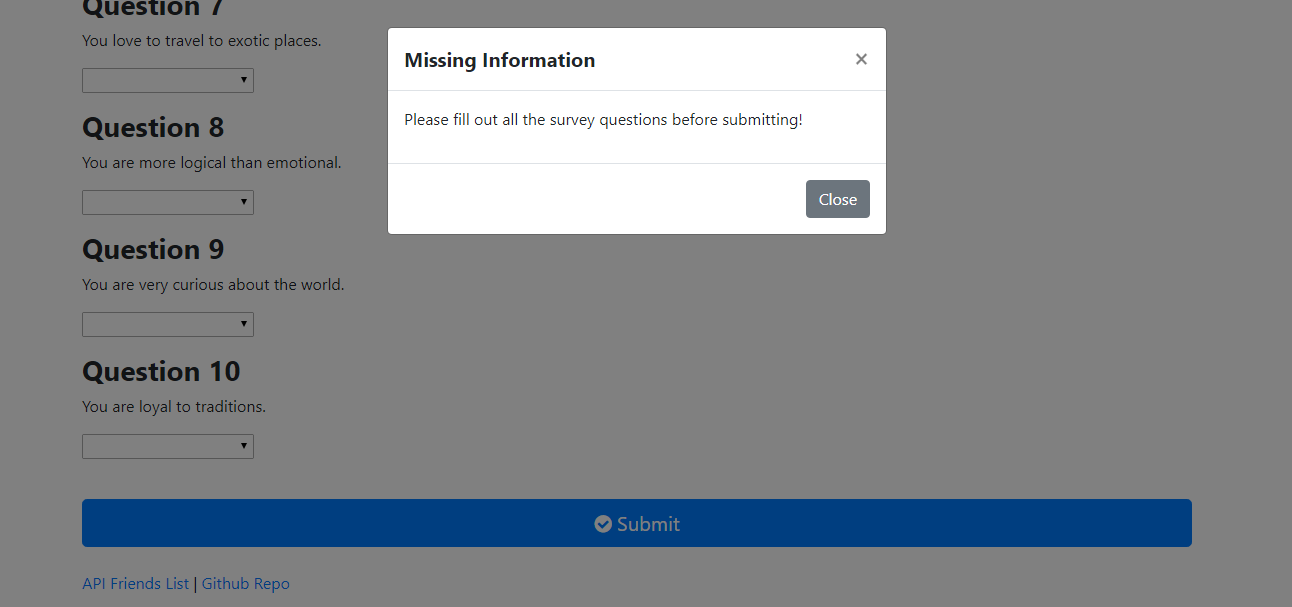 Question 7
You love to travel to exotic places.
Question 8
You are more logical than emotional.
Question 9
You are very curious about the world.
Question 10
You are loyal to traditions.
Submit
API Friends List | Github Repo
Missing Information
×
Please fill out all the survey questions before submitting!
Close